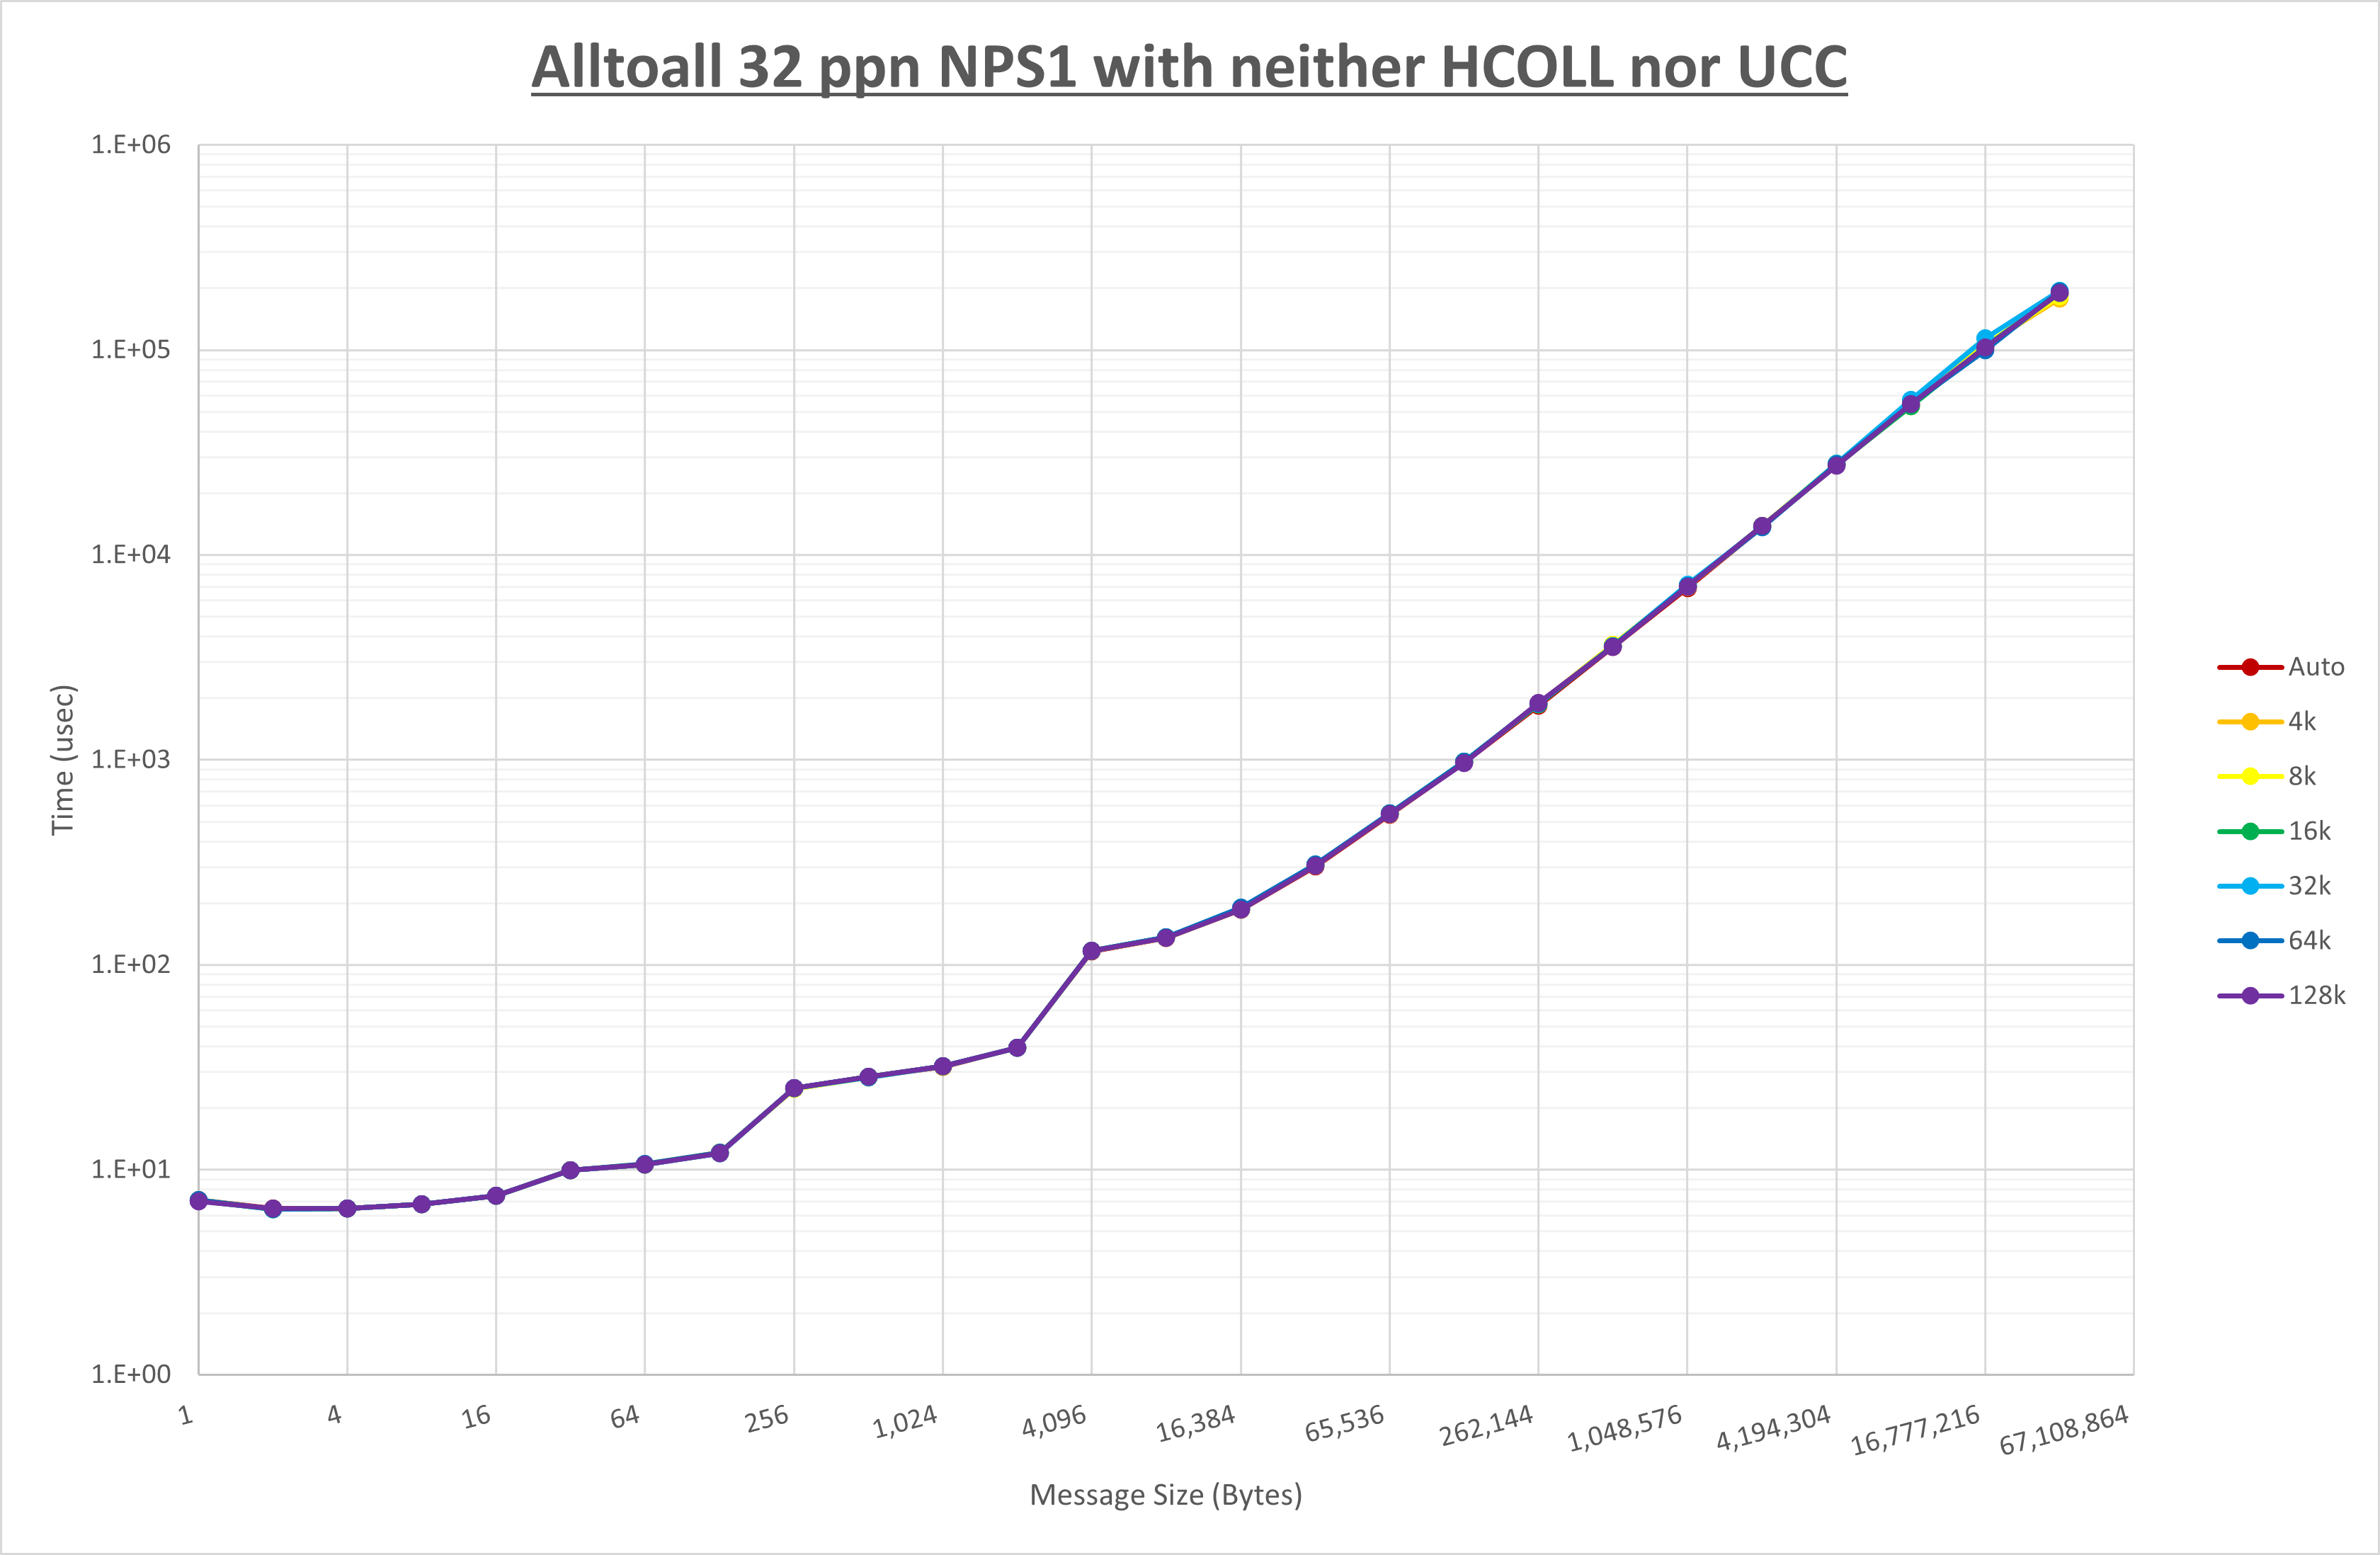 Alltoall 32 ppn NPS1 with neither HCOLL nor UCC
1.E+06
1.E+05
1.E+04
1.E+03
1.E+02
1.E+01
1.E+00
Time (usec)
1
4
16
64
256
1,024
4,096
16,384
65,536
262,144
1,048,576
4,194,304
16,777,216
67,108,864
Message Size (Bytes)
Auto
4k
8k
16k
32k
64k
128k